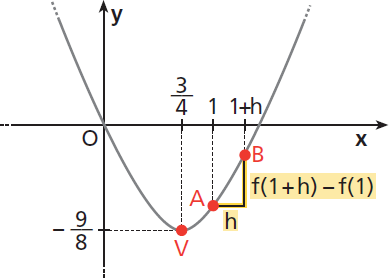 y
3/4 1 1+h
O x
A B
f(1+h) – f(1)
h
– 9/8
V